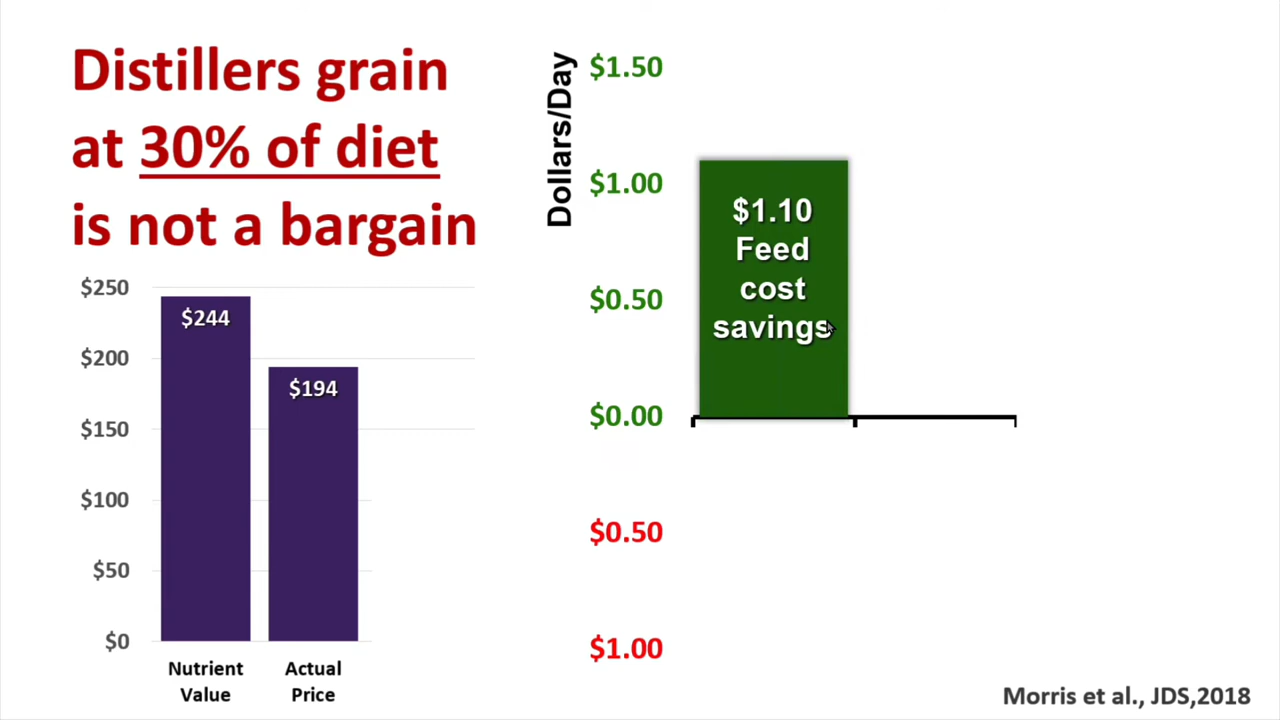 Distillers grain
at 30% of diet
is not a bargain
$250
$200
$150
$100
$50
$0
$244
$194
Nutrient
Value
Actual
Price
Dollars/Day
$1.50
$1.00
$0.50
$0.00
$0.50
$1.00
$1.10
Feed
cost
savings
Morris et al., JDS,2018